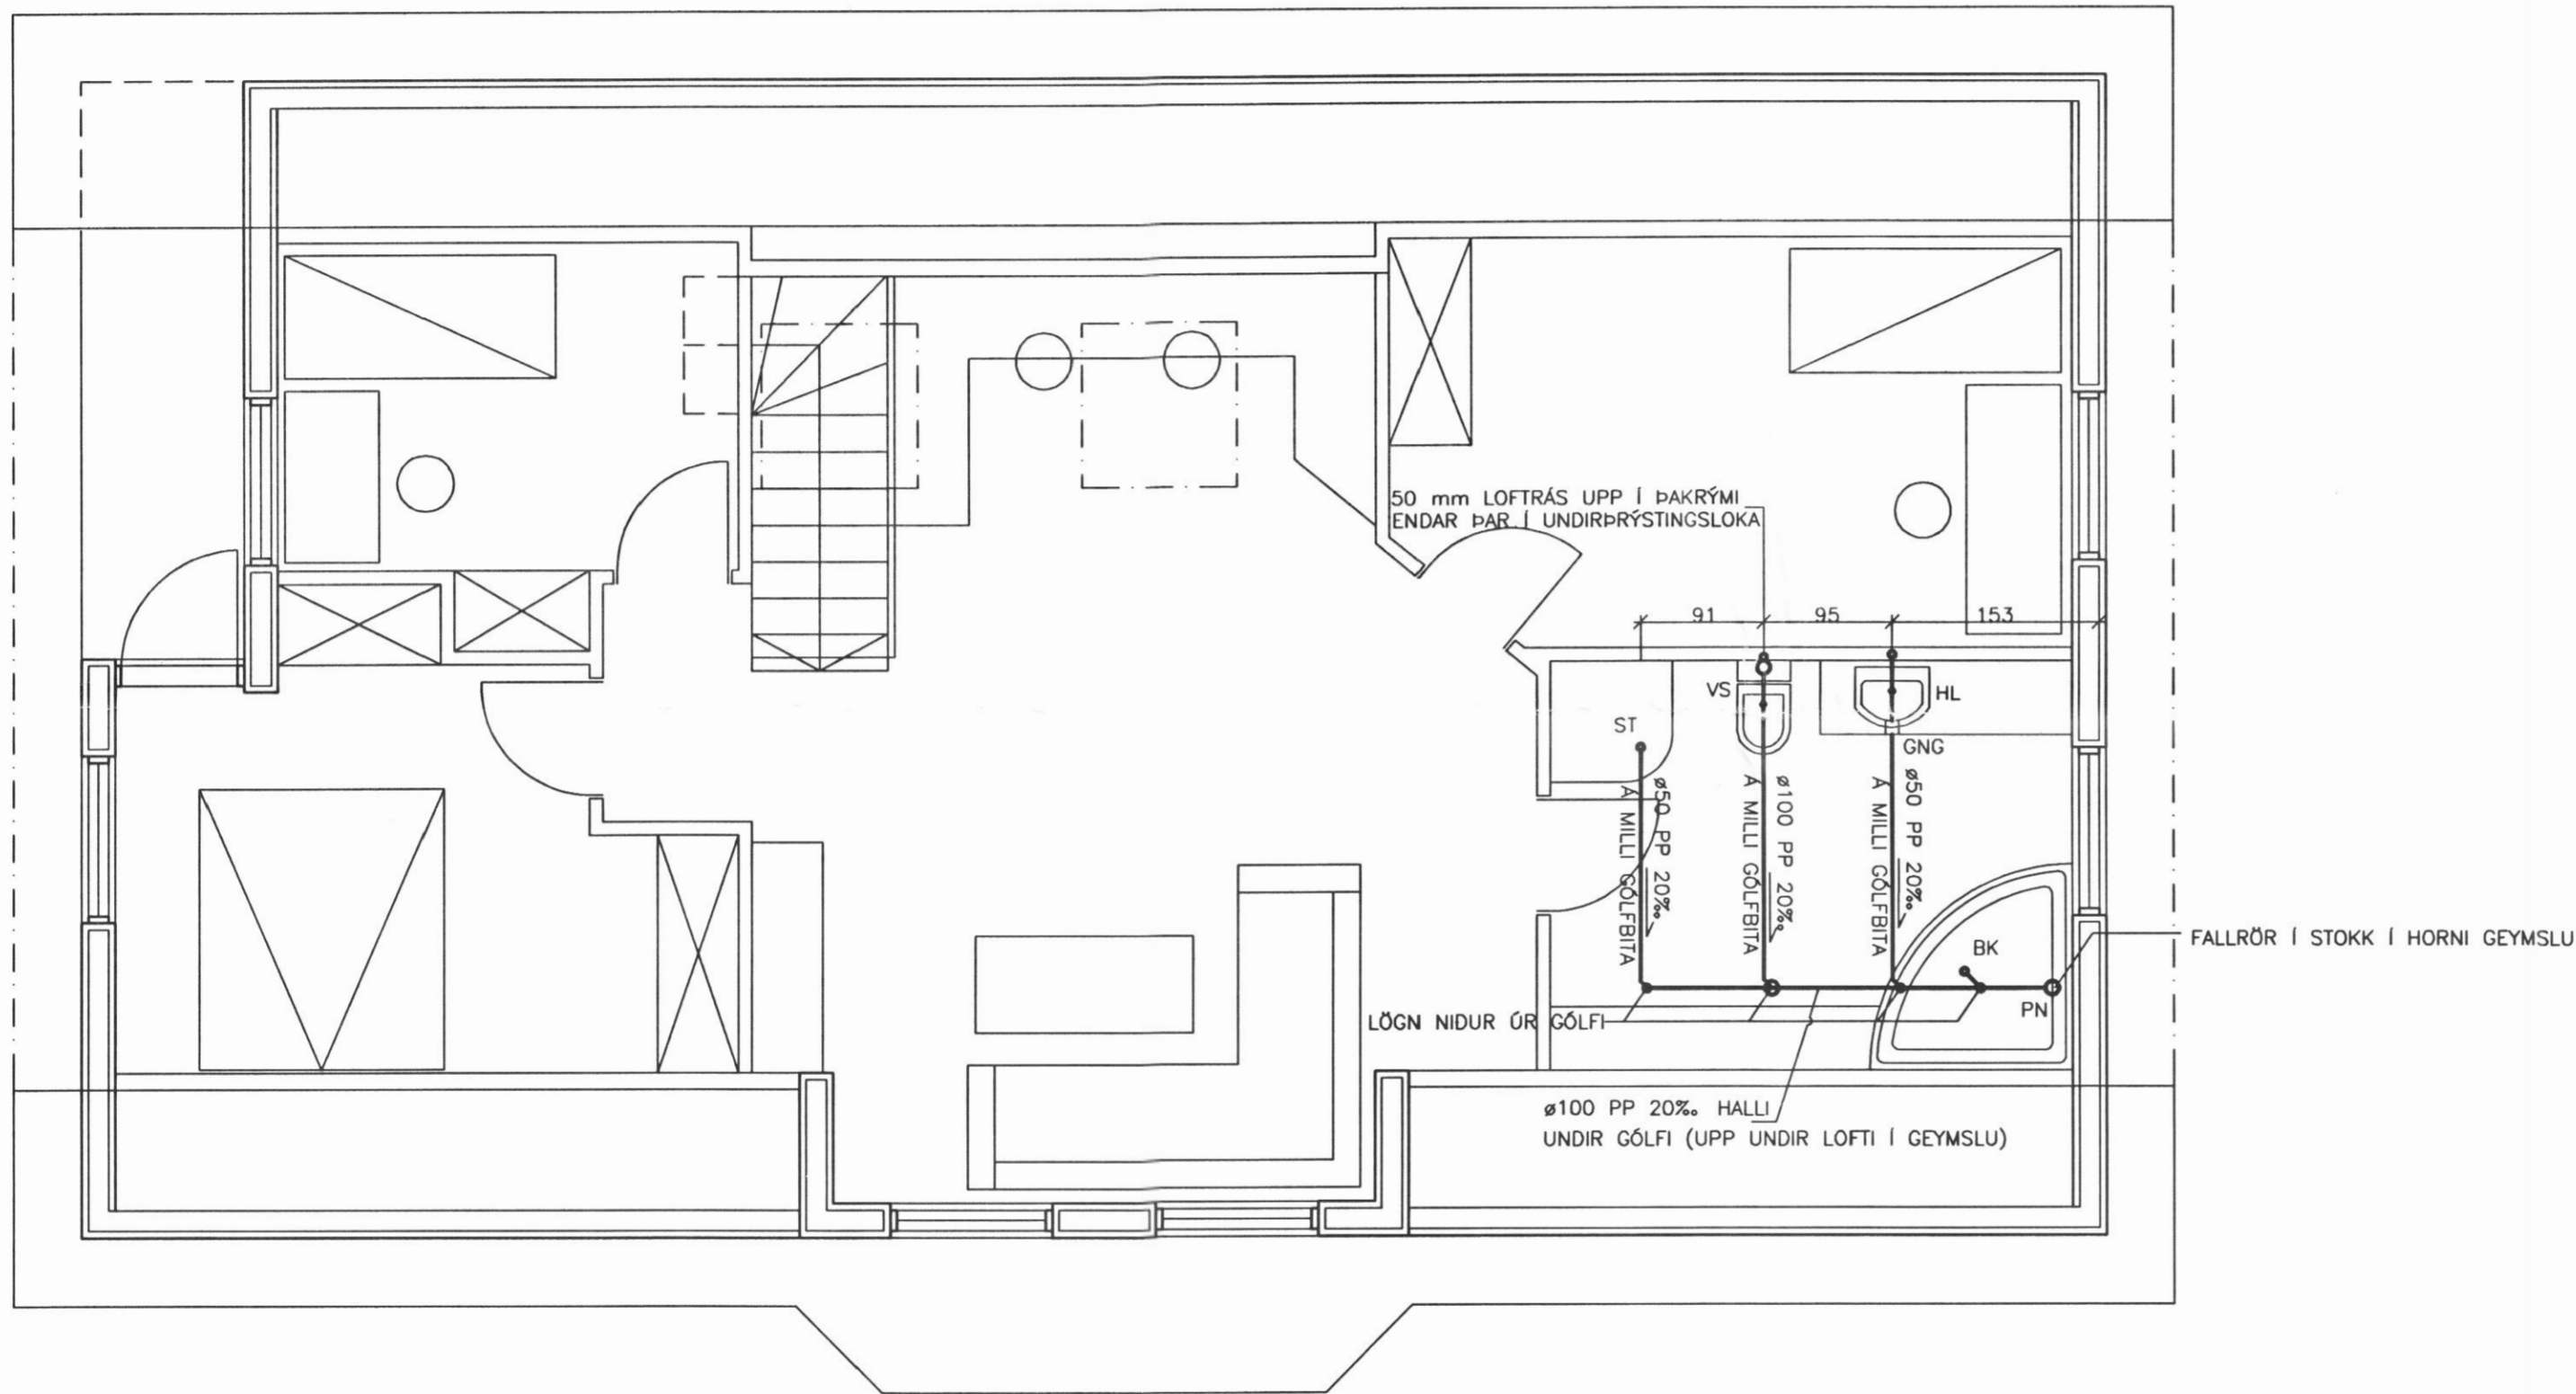 50 mm LOFTRÁS UPP Í ÞAKRÝMI
ENDAR ÞAR Í UNDIRÞRÝSTINGSLOKA
91
95
153
VS
HL
ST
GNG
ø50 PP 20‰
Á MILLI GÓLFBITA
ø100 PP 20‰
Á MILLI GÓLFBITA
ø50 PP 20‰
Á MILLI GÓLFBITA
BK
FALLRÖR Í STOKK Í HORNI GEYMSLU
PN
LÖGN NIDUR ÚR GÓLFI
ø100 PP 20‰ HALLI
UNDIR GÓLFI (UPP UNDIR LOFTI Í GEYMSLU)